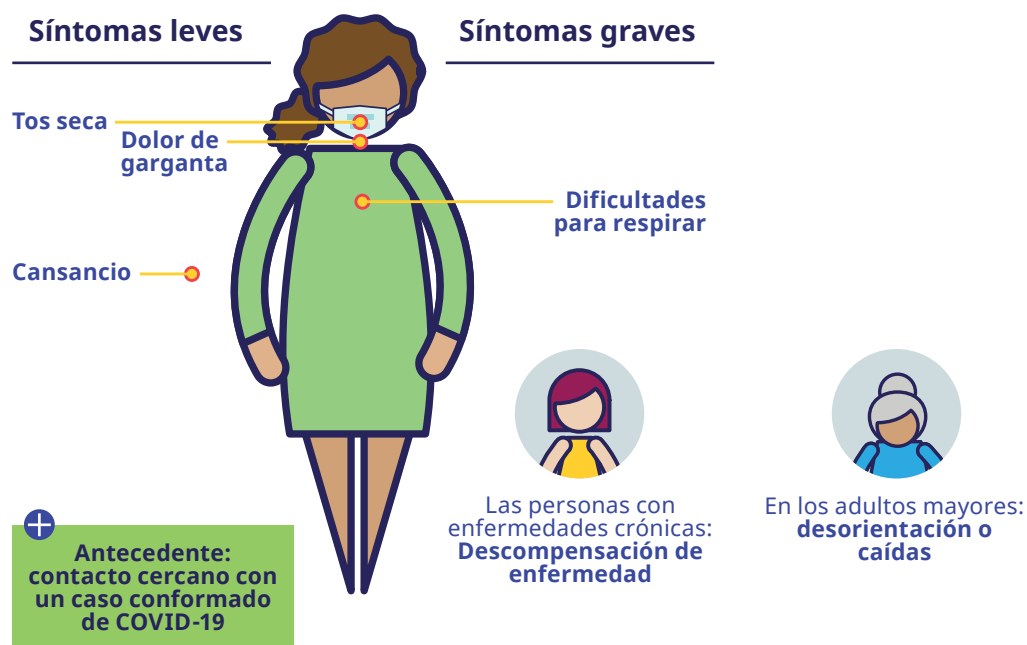 Síntomas leves
Síntomas graves
Tos seca
Dolor de
garganta
Dificultades
para respirar
Cansancio
Las personas con
enfermedades crónicas:
Descompensación de
enfermedad
En los adultos mayores:
desorientación o
caídas
Antecedente:
contacto cercano con
un caso conformado
de COVID-19